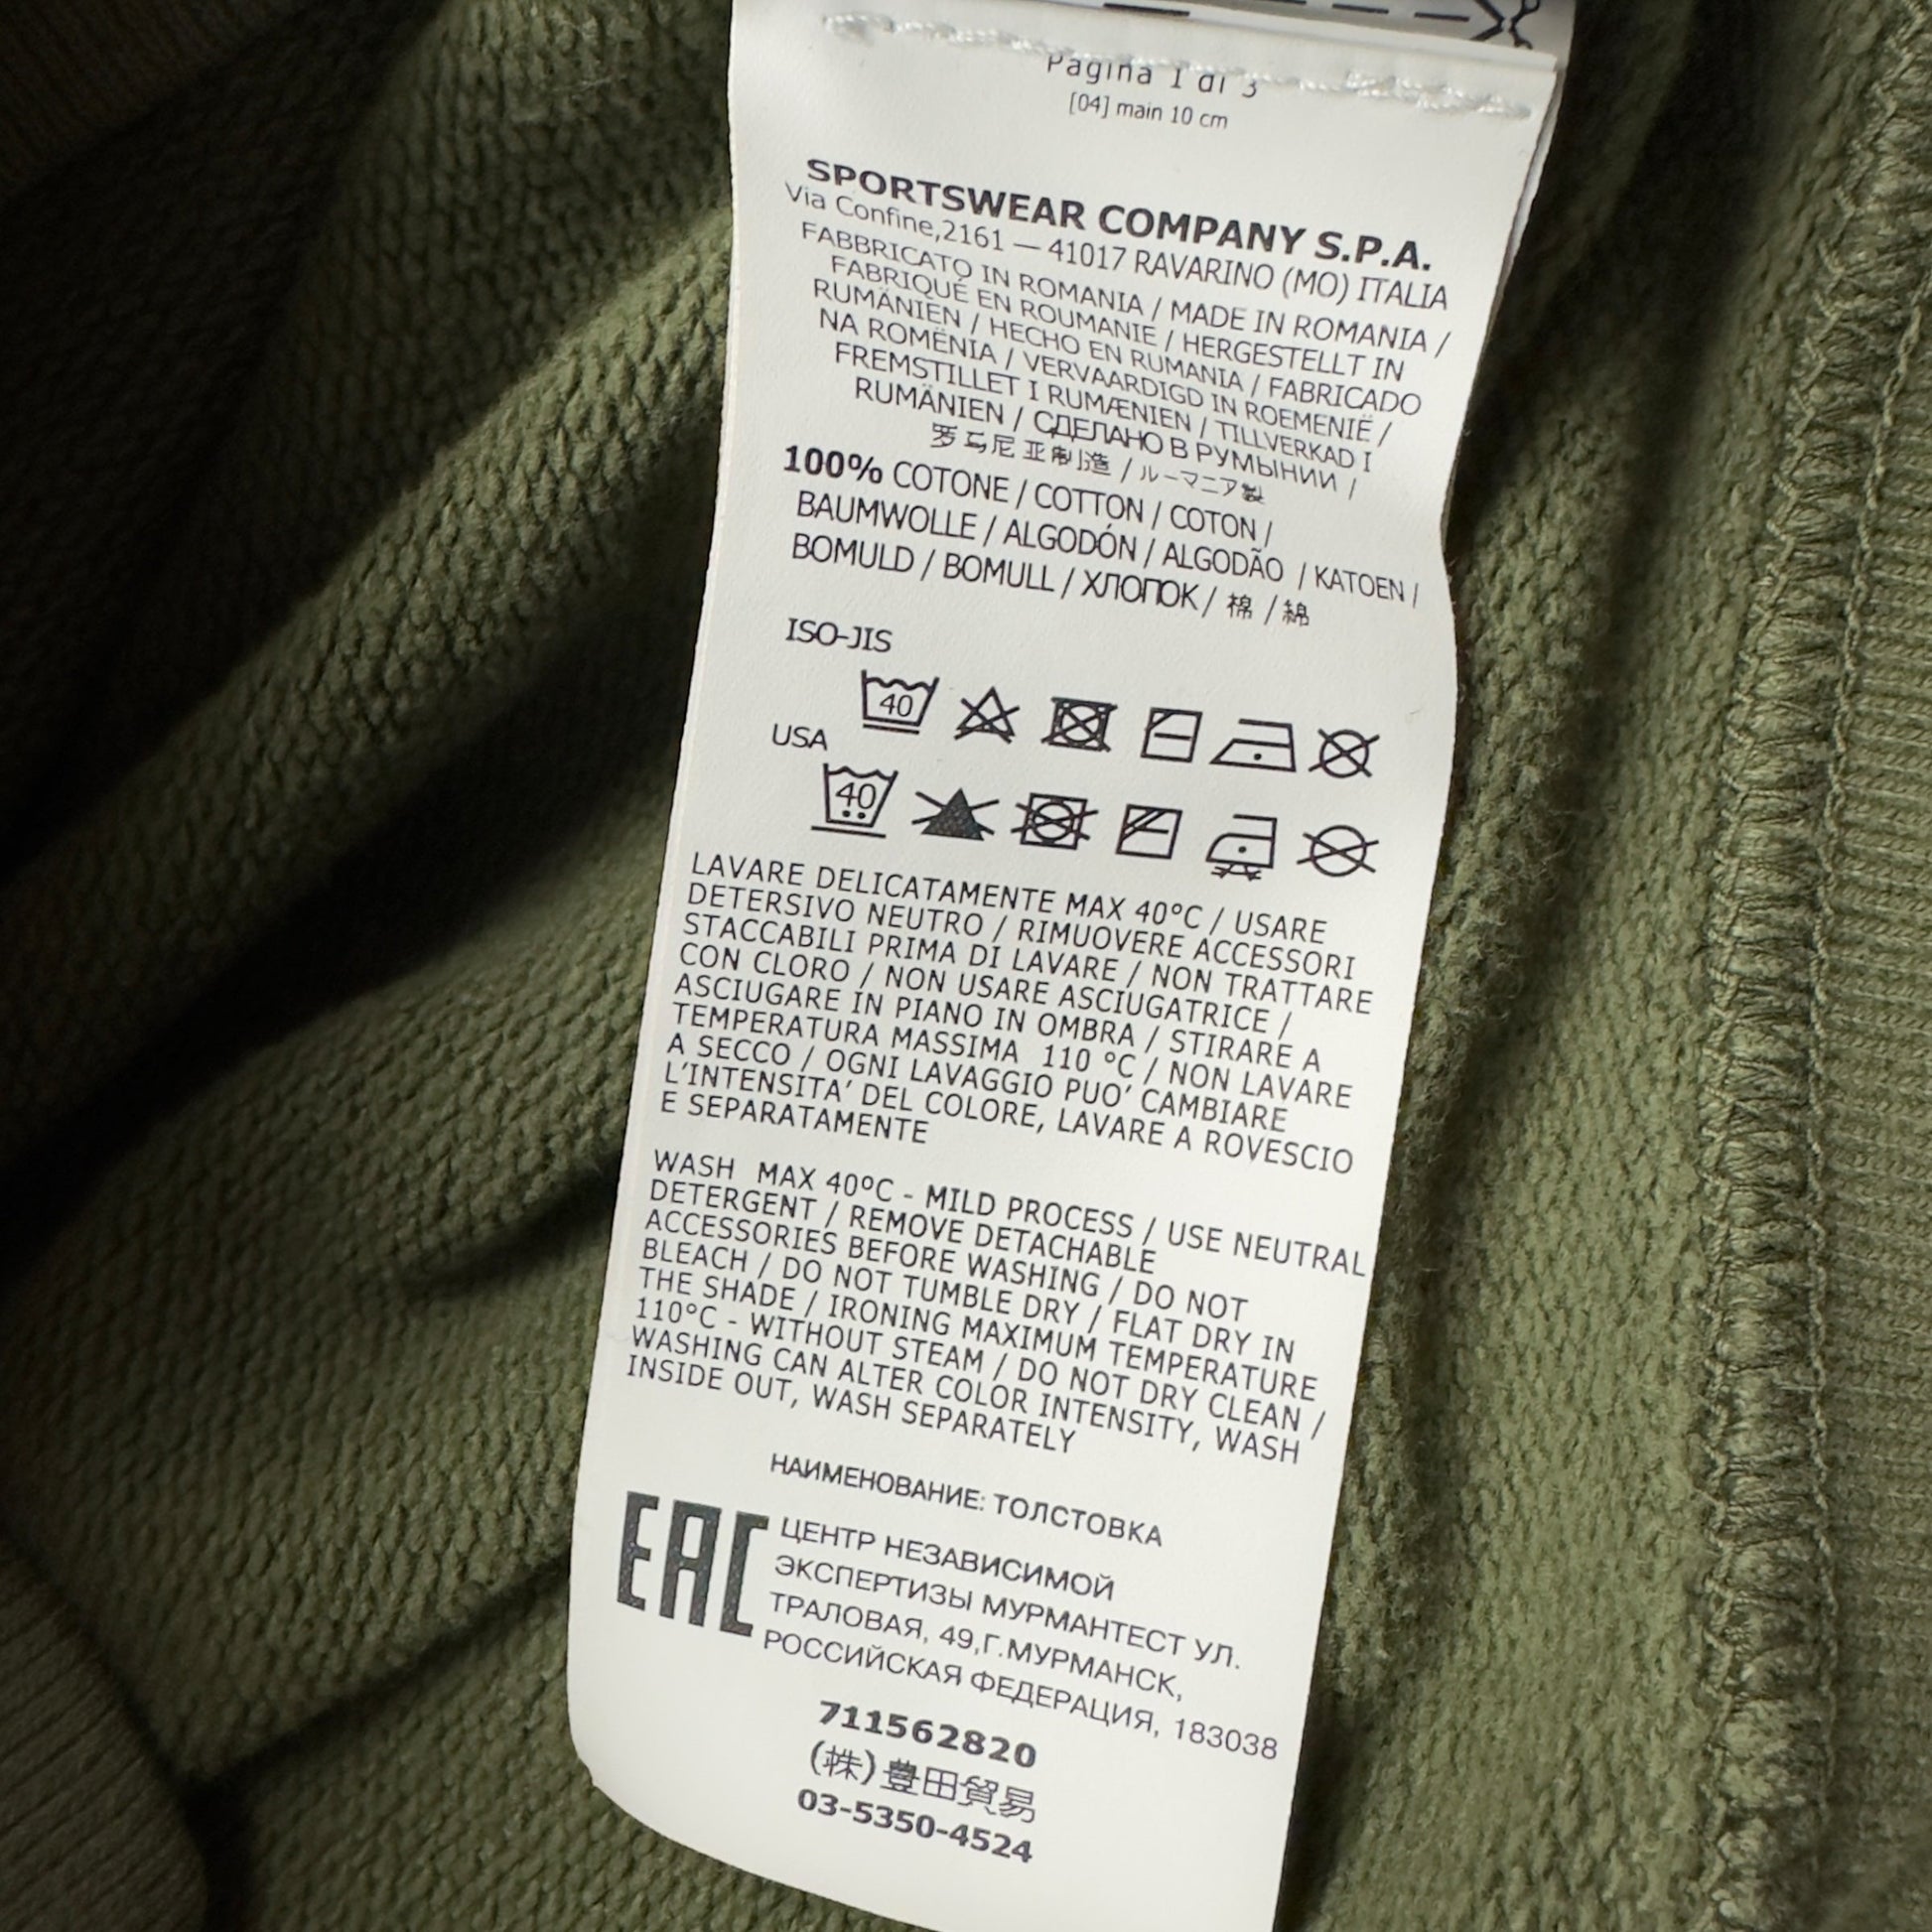 Pagina 1 di 3
[04] main 10 cm
SPORTSWEAR COMPANY S.P.A.
Via Confine,2161 — 41017 RAVARINO (MO) ITALIA
FABBRICATO IN ROMANIA / MADE IN ROMANIA /
FABRIQUÉ EN ROUMANIE / HERGESTELLT IN
RUMÄNIEN / HECHO EN RUMANIA / FABRICADO
NA ROMËNIA / VERVAARDIGD IN ROEMENIË /
FREMSTILLET I RUMÆNIEN / TILLVERKAD I
RUMÄNIEN / СДЕЛАНО В РУМЫНИИ /
罗马尼亚制造 / ルーマニア製
100% COTONE / COTTON / COTON /
BAUMWOLLE / ALGODÓN / ALGODÃO / KATOEN /
BOMULD / BOMULL / ХЛОПОК / 棉 / 綿
ISO-JIS
40
USA
40
LAVARE DELICATAMENTE MAX 40°C / USARE
DETERSIVO NEUTRO / RIMUOVERE ACCESSORI
STACCABILI PRIMA DI LAVARE / NON TRATTARE
CON CLORO / NON USARE ASCIUGATRICE /
ASCIUGARE IN PIANO IN OMBRA / STIRARE A
TEMPERATURA MASSIMA 110 °C / NON LAVARE
A SECCO / OGNI LAVAGGIO PUO' CAMBIARE
L'INTENSITA' DEL COLORE, LAVARE A ROVESCIO
E SEPARATAMENTE
WASH MAX 40°C - MILD PROCESS / USE NEUTRAL
DETERGENT / REMOVE DETACHABLE
ACCESSORIES BEFORE WASHING / DO NOT
BLEACH / DO NOT TUMBLE DRY / FLAT DRY IN
THE SHADE / IRONING MAXIMUM TEMPERATURE
110°C - WITHOUT STEAM / DO NOT DRY CLEAN /
WASHING CAN ALTER COLOR INTENSITY, WASH
INSIDE OUT, WASH SEPARATELY
НАИМЕНОВАНИЕ: ТОЛСТОВКА
EAC
ЦЕНТР НЕЗАВИСИМОЙ
ЭКСПЕРТИЗЫ МУРМАНТЕСТ УЛ.
ТРАЛОВАЯ, 49,Г.МУРМАНСК,
РОССИЙСКАЯ ФЕДЕРАЦИЯ, 183038
711562820
(株)豊田貿易
03-5350-4524